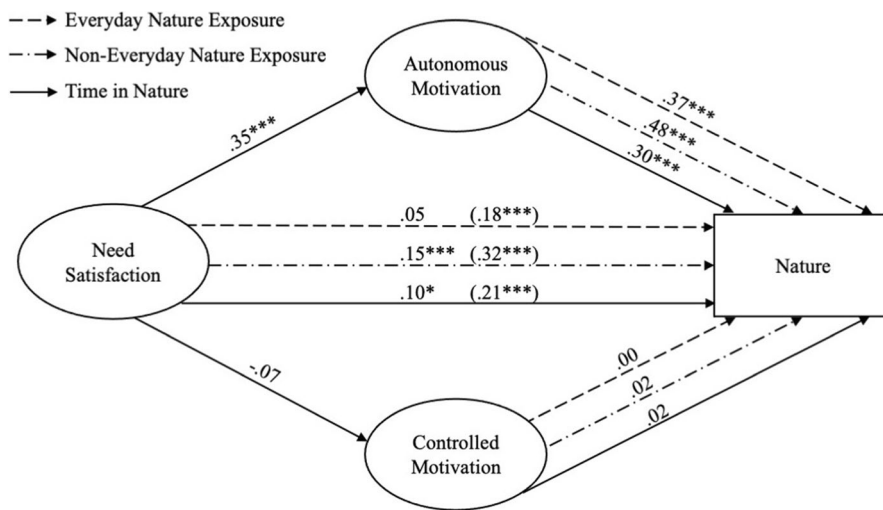 Everyday Nature Exposure
Non-Everyday Nature Exposure
Time in Nature
Autonomous
Motivation
.35***
.37***
.48***
.30***
.05 (.18***)
.15*** (.32***)
.10* (.21***)
Need
Satisfaction
Nature
-.07
.00
.02
.02
Controlled
Motivation